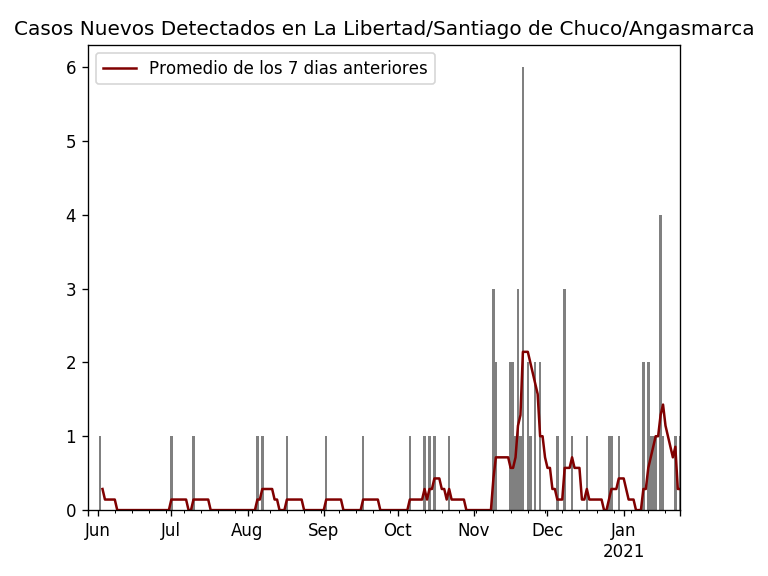 Casos Nuevos Detectados en La Libertad/Santiago de Chuco/Angasmarca
Promedio de los 7 dias anteriores
6
5
4
3
2
1
0
Jun Jul Aug Sep Oct Nov Dec Jan
2021